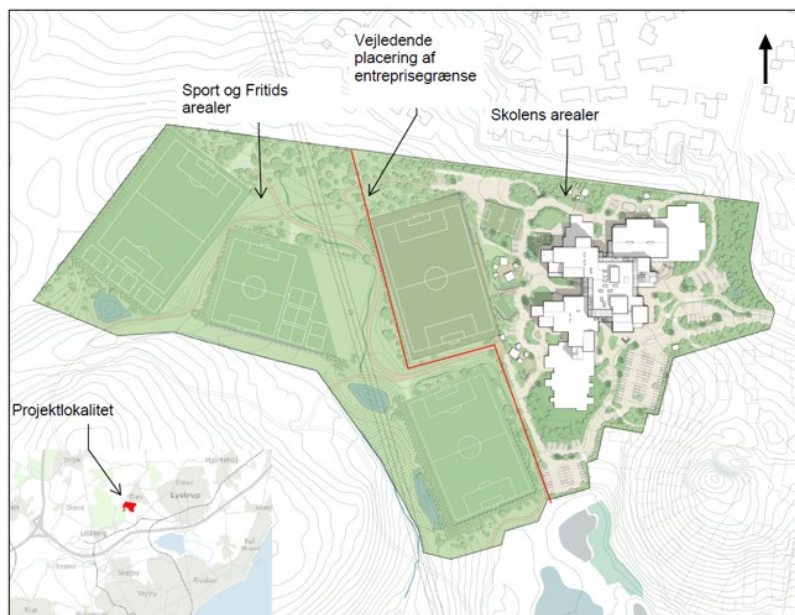 Vejledende
placering af
entreprisegrænse
Sport og Fritids
arealer
Skolens arealer
Projektlokalitet
Lystrup